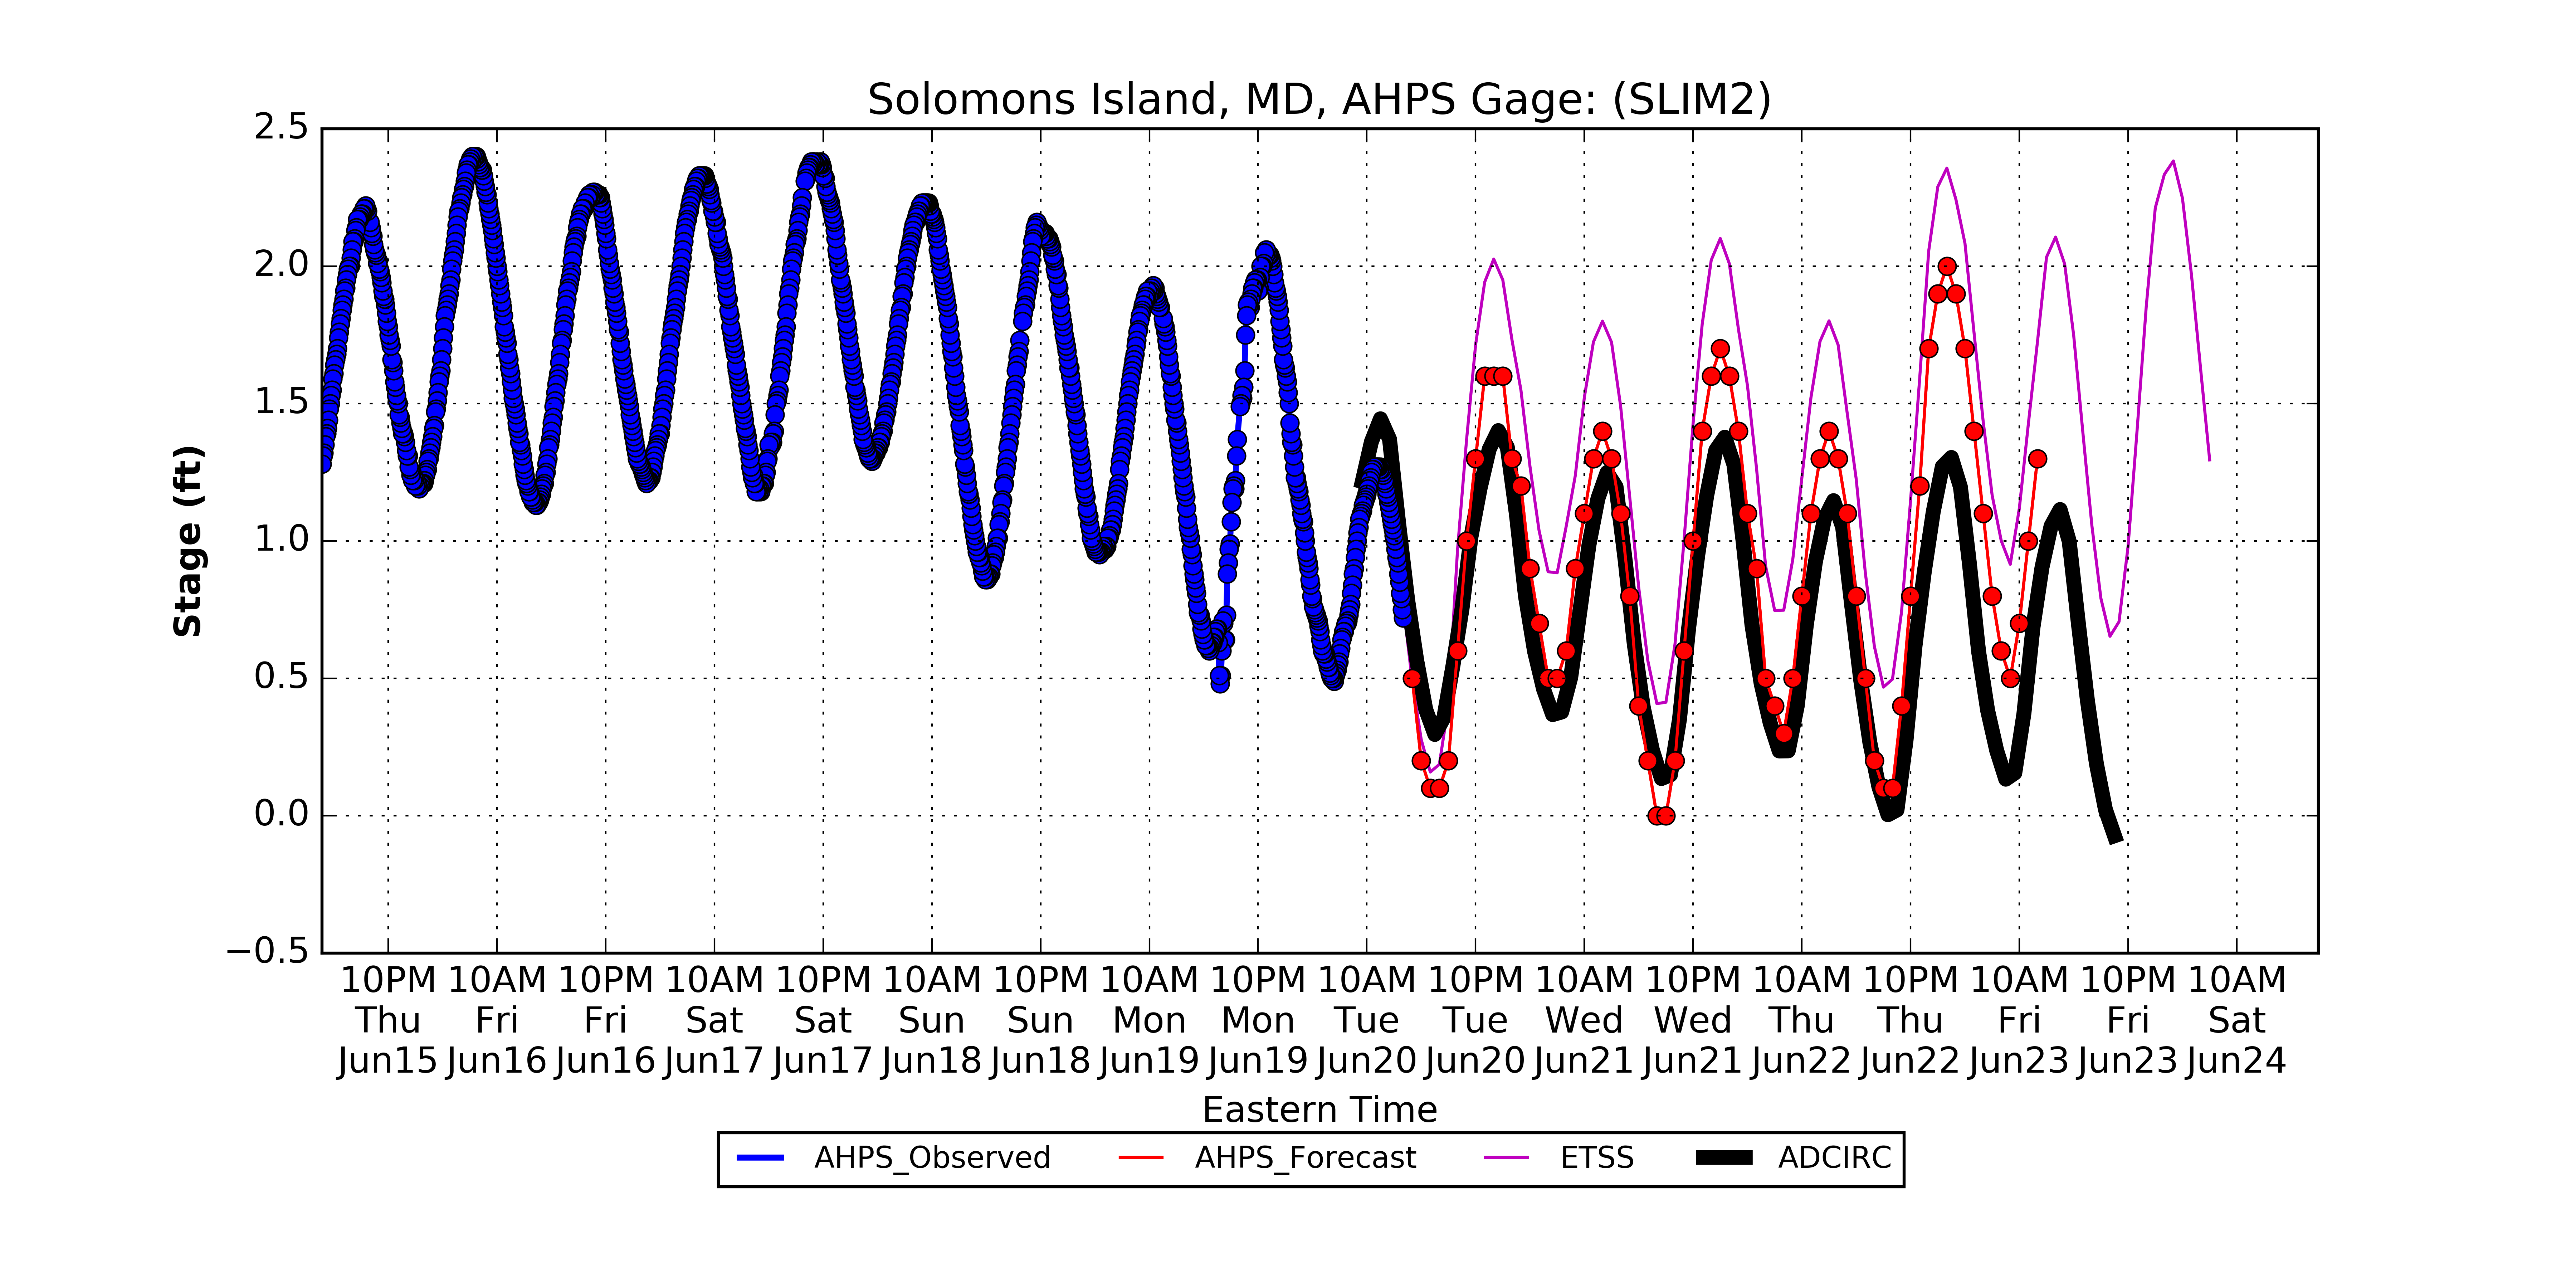 Solomons Island, MD, AHPS Gage: (SLIM2)
2.5
2.0
1.5
1.0
0.5
0.0
−0.5
Stage (ft)
10PM 10AM 10PM 10AM 10PM 10AM 10PM 10AM 10PM 10AM 10PM 10AM 10PM 10AM 10PM 10AM 10PM 10AM
Thu Fri Fri Sat Sat Sun Sun Mon Mon Tue Tue Wed Wed Thu Thu Fri Fri Sat
Jun15 Jun16 Jun16 Jun17 Jun17 Jun18 Jun18 Jun19 Jun19 Jun20 Jun20 Jun21 Jun21 Jun22 Jun22 Jun23 Jun23 Jun24
Eastern Time
AHPS_Observed AHPS_Forecast ETSS ADCIRC